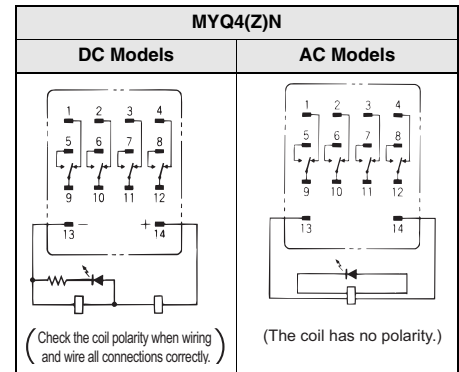 MYQ4(Z)N
DC Models
AC Models
1 2 3 4
5 6 7 8
9 10 11 12
13 − + 14
(Check the coil polarity when wiring
and wire all connections correctly.)
1 2 3 4
5 6 7 8
9 10 11 12
13 14
(The coil has no polarity.)